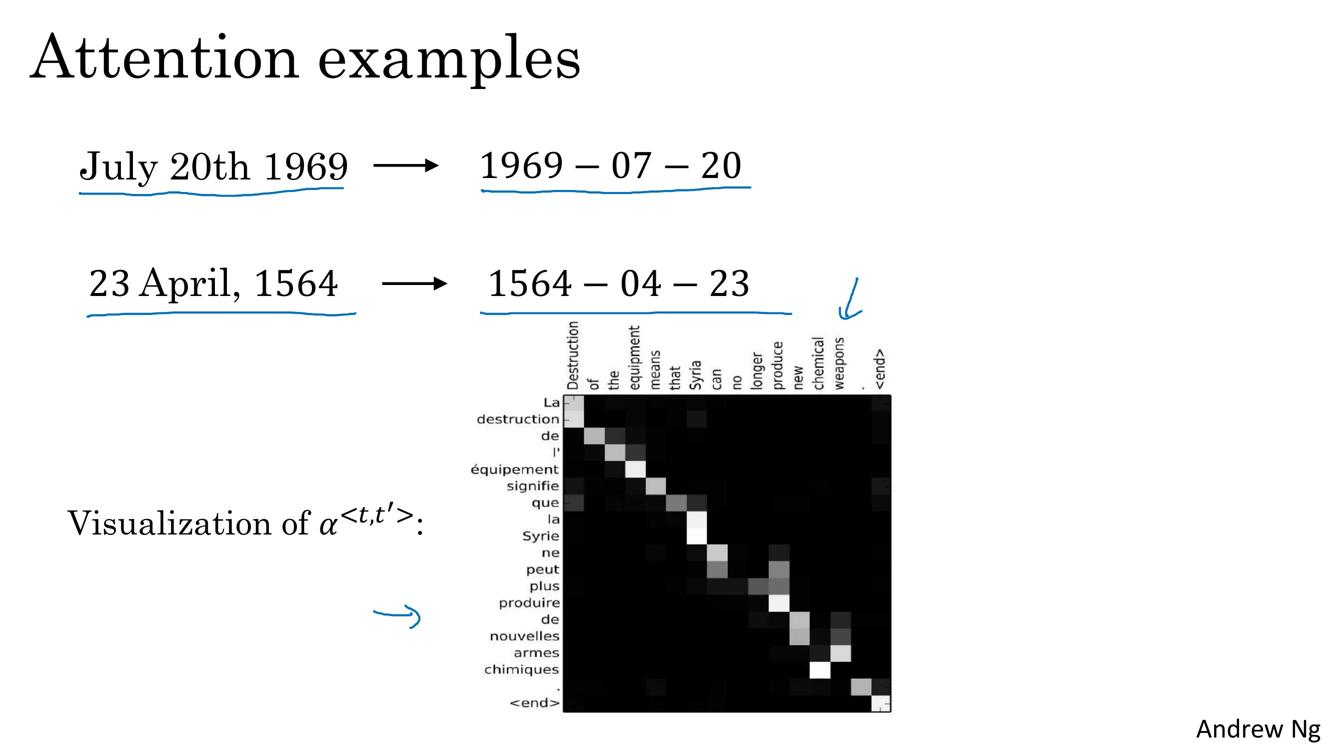 Attention examples
July 20th 1969 → 1969 – 07 – 20
23 April, 1564 → 1564 – 04 – 23
Destruction of the equipment means that Syria can no longer produce new chemical weapons . <end>
La
destruction
de
l'
équipement
signifie
que
la
Syrie
ne
peut
plus
produire
de
nouvelles
armes
chimiques
.
<end>
Visualization of α<t,t′>:
Andrew Ng